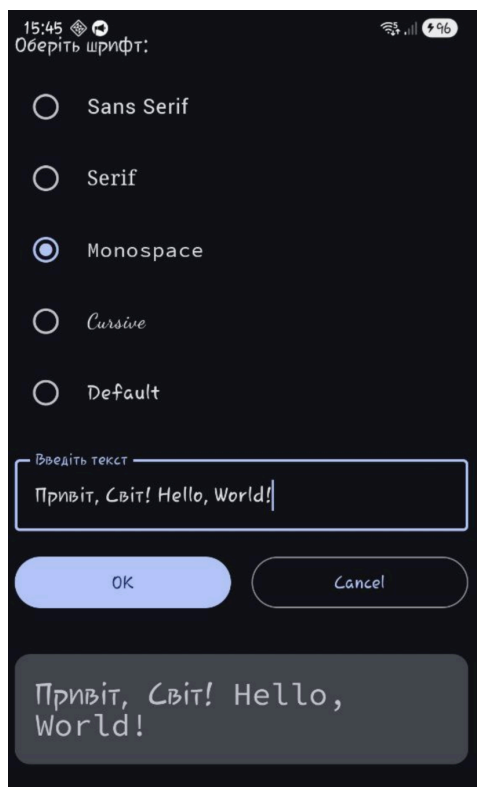 15:45 96
Оберіть шрифт:
Sans Serif
Serif
Monospace
Cursive
Default
Введіть текст
Привіт, Світ! Hello, World!
OK Cancel
Привіт, Світ! Hello,
World!